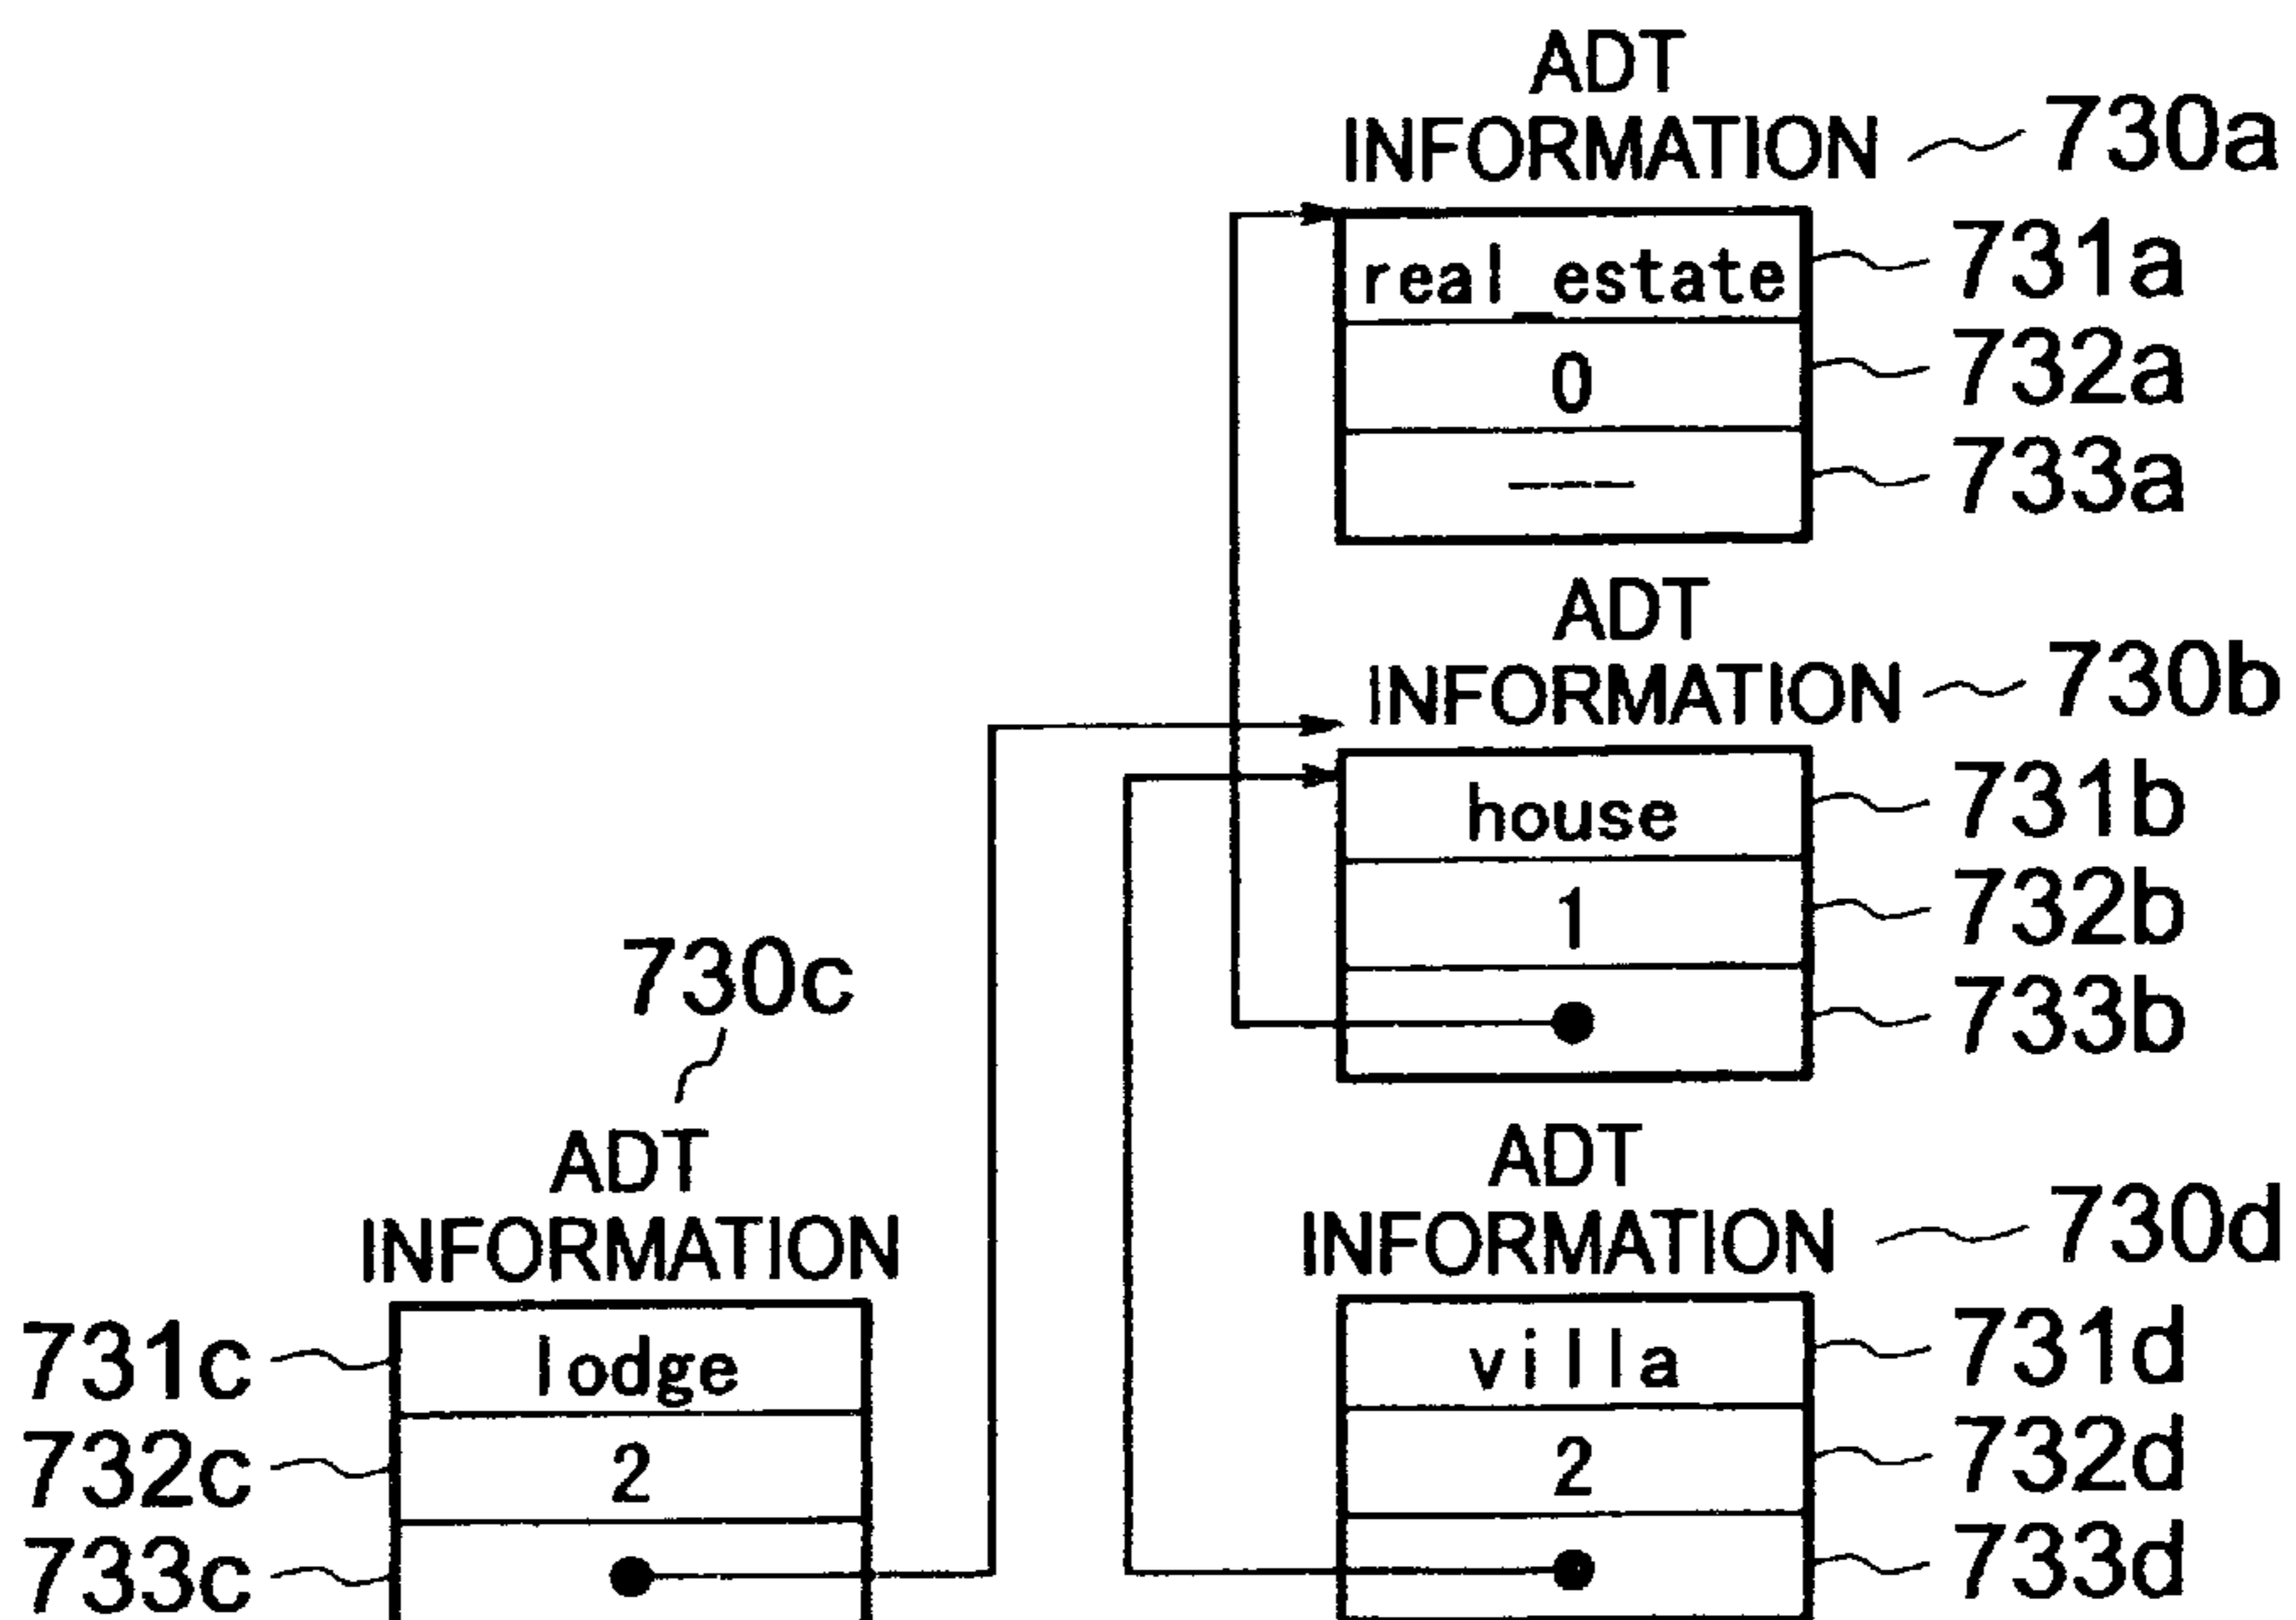 ADT
INFORMATION 730a
real_estate 731a
0 732a
--- 733a
ADT
INFORMATION 730b
house 731b
1 732b
733b
730c
ADT
INFORMATION
731c lodge
732c 2
733c
ADT
INFORMATION 730d
villa 731d
2 732d
733d